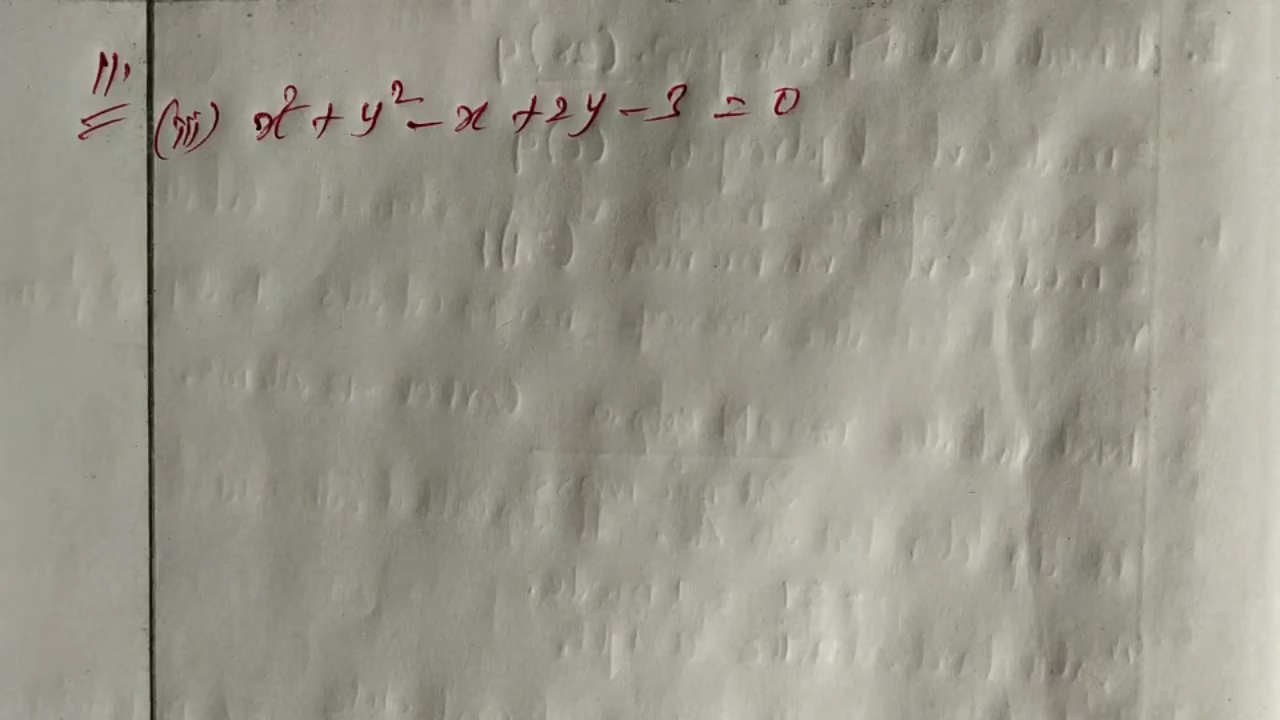 11.
(iii) x² + y² - x + 2y - 3 = 0